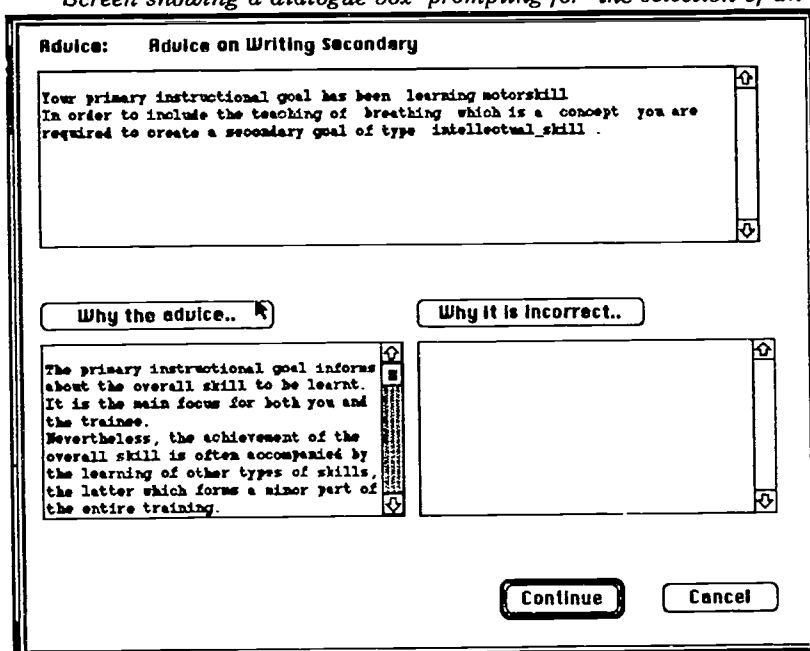 Screen showing a dialogue box prompting for the selection of an
Advice: Advice on Writing Secondary
Your primary instructional goal has been learning motorskill
In order to include the teaching of breathing which is a concept you are
required to create a secondary goal of type intellectual_skill .
Why the advice..
Why it is incorrect..
The primary instructional goal informs
about the overall skill to be learnt.
It is the main focus for both you and
the trainee.
Nevertheless, the achievement of the
overall skill is often accompanied by
the learning of other types of skills,
the latter which forms a minor part of
the entire training.
Continue
Cancel